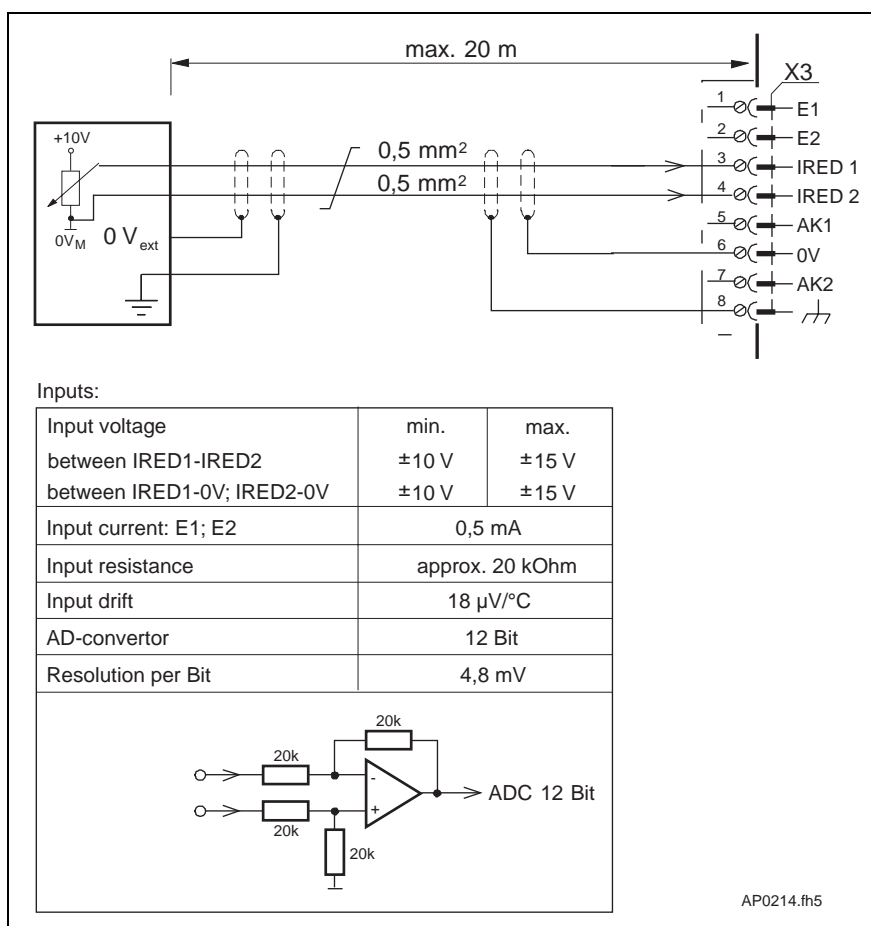 max. 20 m
X3
1 E1
+10V
2 E2
0,5 mm²
3 IRED 1
0,5 mm²
4 IRED 2
5 AK1
0VM 0 Vext
6 0V
7 AK2
8
Inputs:
Input voltage min. max.
between IRED1-IRED2 ±10 V ±15 V
between IRED1-0V; IRED2-0V ±10 V ±15 V
Input current: E1; E2 0,5 mA
Input resistance approx. 20 kOhm
Input drift 18 µV/°C
AD-convertor 12 Bit
Resolution per Bit 4,8 mV
20k
20k
-
ADC 12 Bit
+
20k
20k
AP0214.fh5